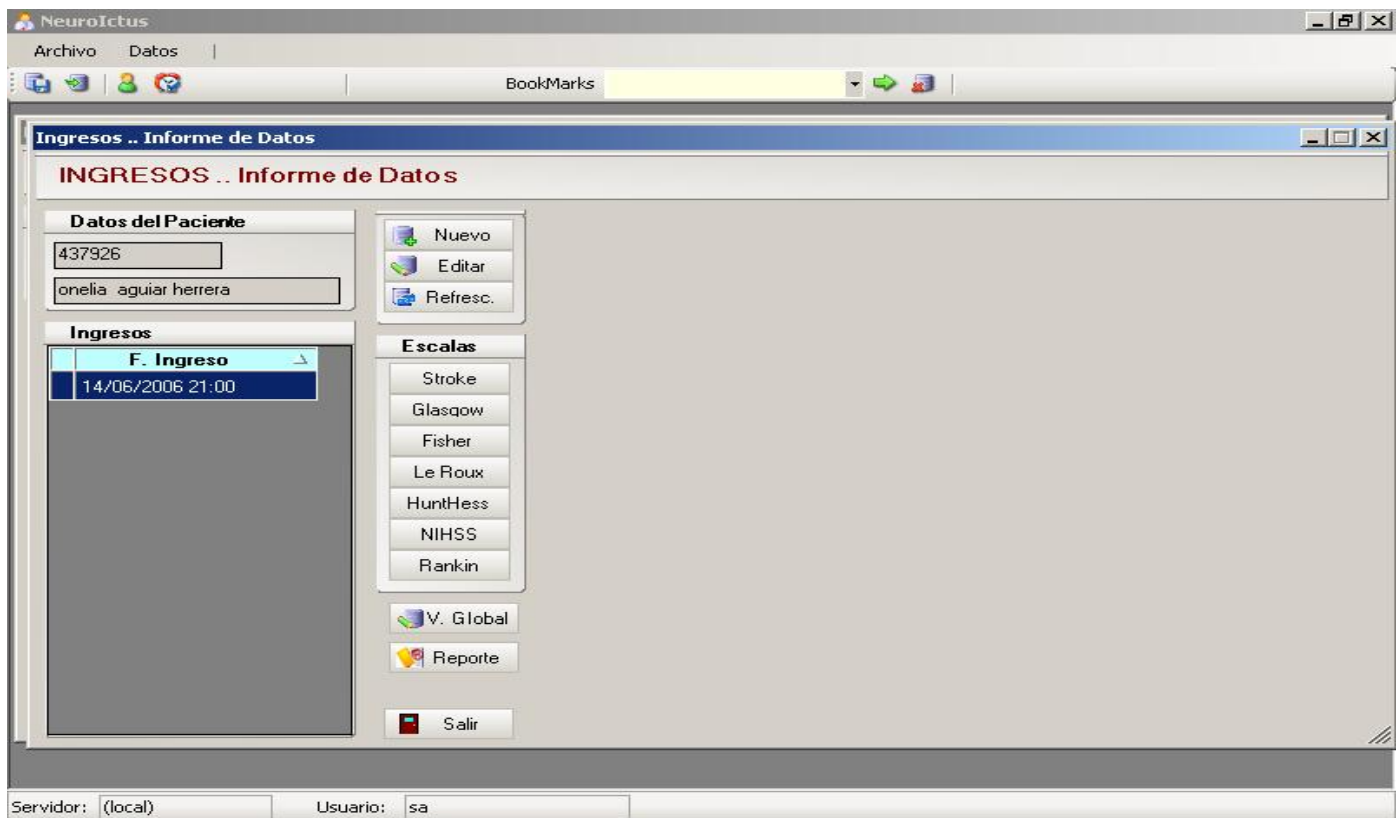 NeuroIctus
Archivo Datos |
BookMarks
Ingresos .. Informe de Datos
INGRESOS .. Informe de Datos
Datos del Paciente
437926
onelia aguiar herrera
Ingresos
F. Ingreso
14/06/2006 21:00
Nuevo
Editar
Refresc.
Escalas
Stroke
Glasgow
Fisher
Le Roux
HuntHess
NIHSS
Rankin
V. Global
Reporte
Salir
Servidor: (local) Usuario: sa